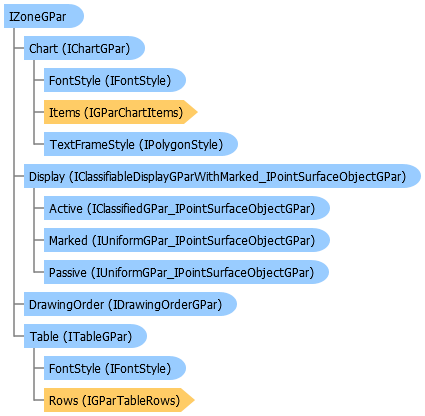 IZoneGPar
Chart (IChartGPar)
FontStyle (IFontStyle)
Items (IGParChartItems)
TextFrameStyle (IPolygonStyle)
Display (IClassifiableDisplayGParWithMarked_IPointSurfaceObjectGPar)
Active (IClassifiedGPar_IPointSurfaceObjectGPar)
Marked (IUniformGPar_IPointSurfaceObjectGPar)
Passive (IUniformGPar_IPointSurfaceObjectGPar)
DrawingOrder (IDrawingOrderGPar)
Table (ITableGPar)
FontStyle (IFontStyle)
Rows (IGParTableRows)